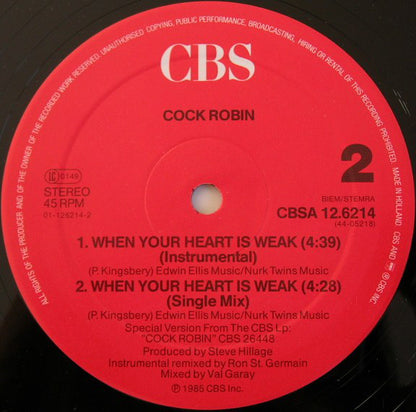 ALL RIGHTS OF THE PRODUCER AND OF THE OWNER OF THE RECORDED WORK RESERVED. UNAUTHORISED COPYING, PUBLIC PERFORMANCE, BROADCASTING, HIRING OR RENTAL OF THIS RECORDING PROHIBITED. MADE IN HOLLAND. CBS AND ® CBS INC.
CBS
COCK ROBIN
LC 0149
STEREO
45 RPM
01-126214-2
2
BIEM/STEMRA
CBSA 12.6214
(44-05218)
1. WHEN YOUR HEART IS WEAK (4:39)
(Instrumental)
(P. Kingsbery) Edwin Ellis Music/Nurk Twins Music
2. WHEN YOUR HEART IS WEAK (4:28)
(Single Mix)
(P. Kingsbery) Edwin Ellis Music/Nurk Twins Music
Special Version From The CBS Lp:
"COCK ROBIN" CBS 26448
Produced by Steve Hillage
Instrumental remixed by Ron St. Germain
Mixed by Val Garay
℗ 1985 CBS Inc.